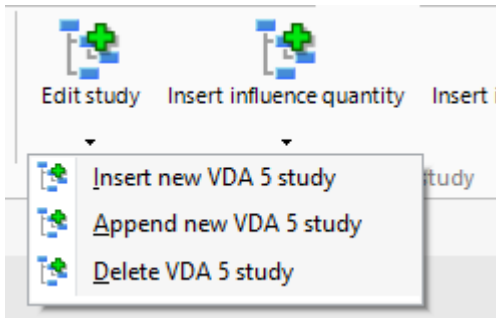 Edit study Insert influence quantity Insert
Insert new VDA 5 study
tudy
Append new VDA 5 study
Delete VDA 5 study